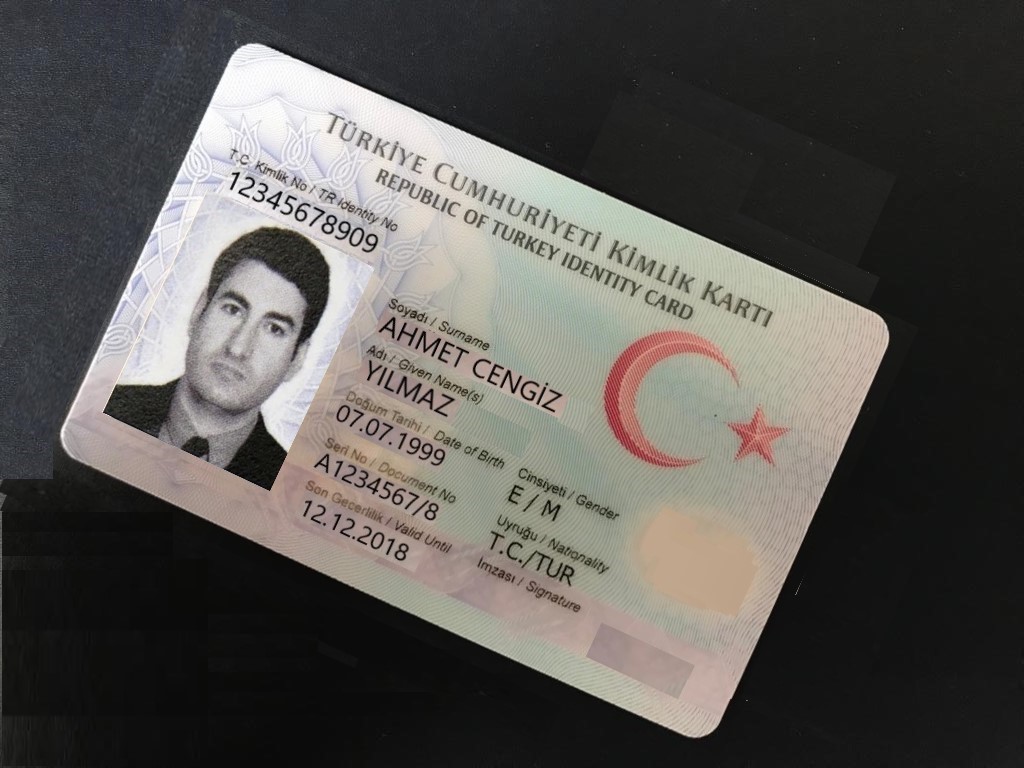 TÜRKİYE CUMHURİYETİ KİMLİK KARTI
REPUBLIC OF TURKEY IDENTITY CARD
T.C. Kimlik No / TR Identity No
12345678909
Soyadı / Surname
AHMET CENGİZ
Adı / Given Name(s)
YILMAZ
Doğum Tarihi / Date of Birth
07.07.1999
Seri No / Document No
A1234567/8
Son Geçerlilik / Valid Until
12.12.2018
Cinsiyeti / Gender
E / M
Uyruğu / Nationality
T.C./TUR
İmzası / Signature